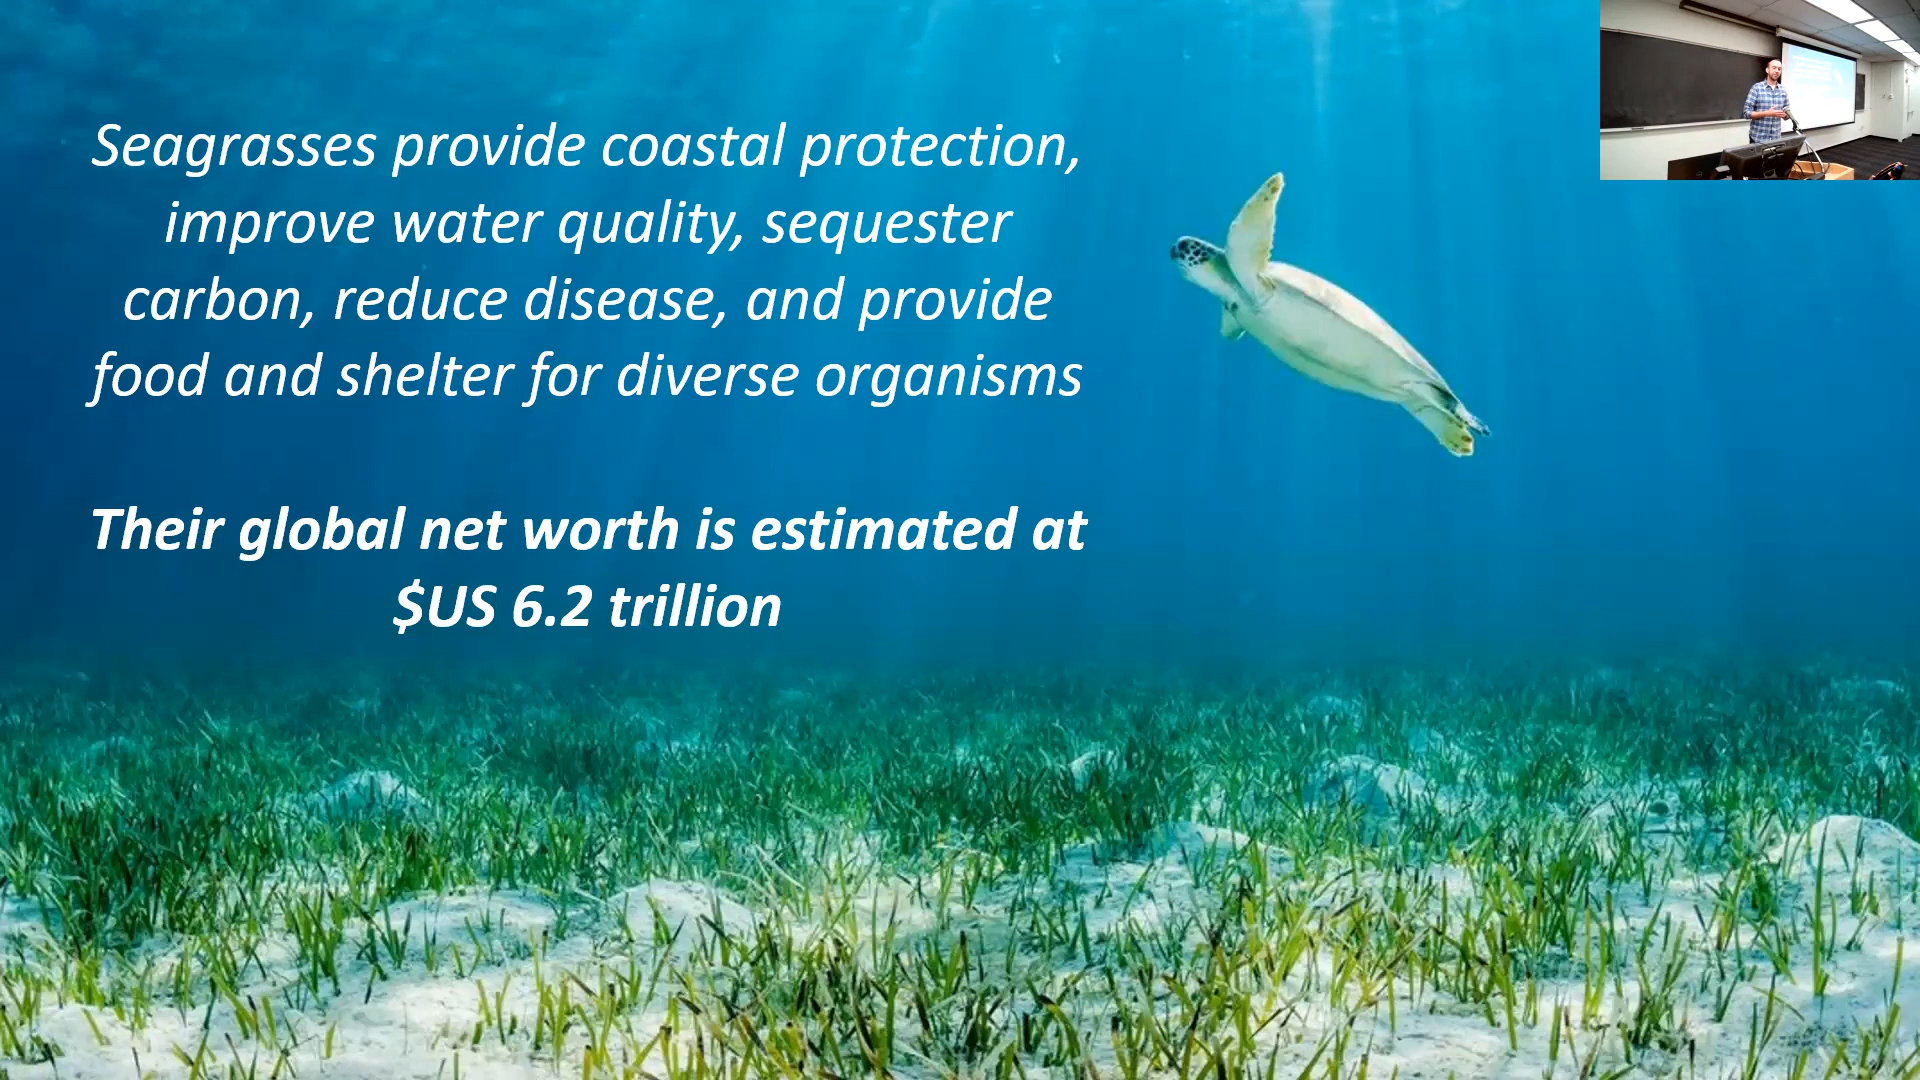 Seagrasses provide coastal protection,
improve water quality, sequester
carbon, reduce disease, and provide
food and shelter for diverse organisms
Their global net worth is estimated at
$US 6.2 trillion